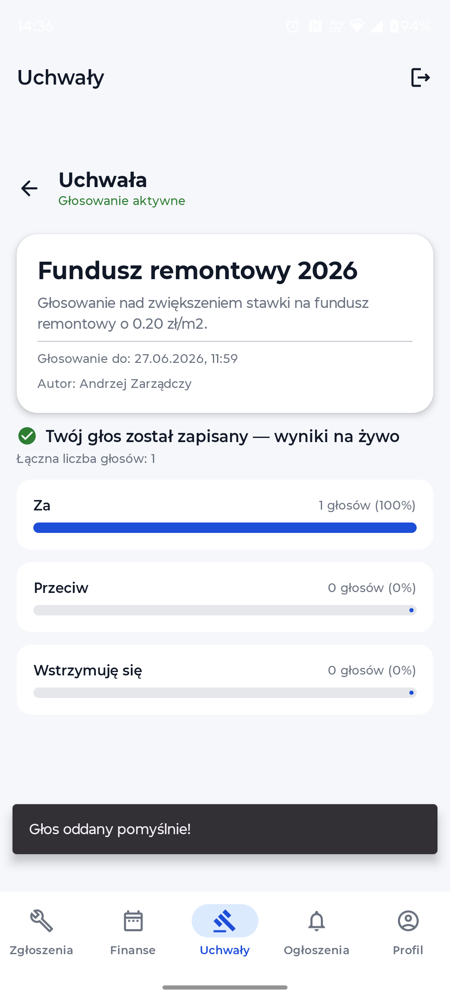 14:36
Vo
LTE
94%
Uchwały
Uchwała
Głosowanie aktywne
Fundusz remontowy 2026
Głosowanie nad zwiększeniem stawki na fundusz
remontowy o 0.20 zł/m2.
Głosowanie do: 27.06.2026, 11:59
Autor: Andrzej Zarządczy
Twój głos został zapisany — wyniki na żywo
Łączna liczba głosów: 1
Za 1 głosów (100%)
Przeciw 0 głosów (0%)
Wstrzymuję się 0 głosów (0%)
Głos oddany pomyślnie!
Zgłoszenia Finanse Uchwały Ogłoszenia Profil